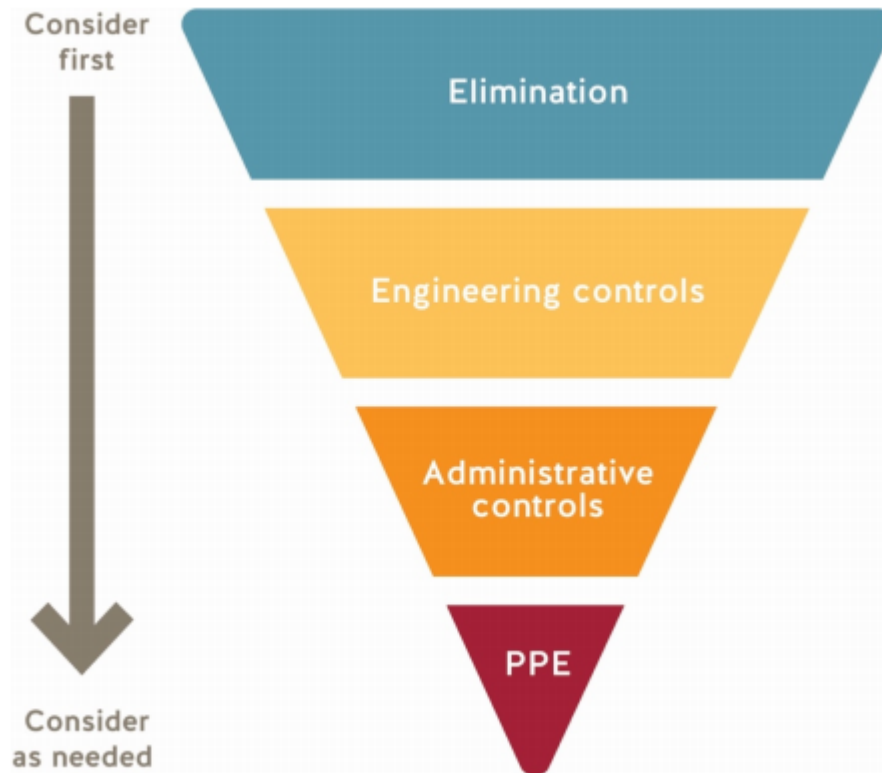 Consider
first
Elimination
Engineering controls
Administrative
controls
PPE
Consider
as needed